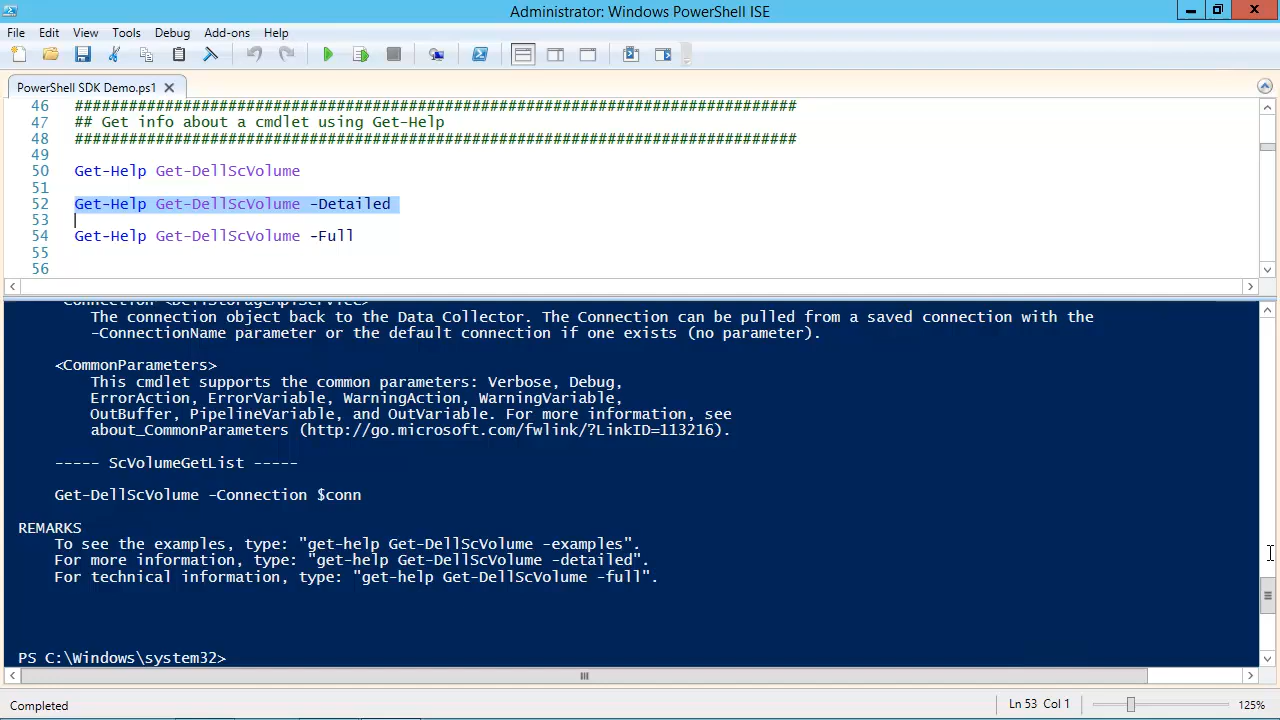 Administrator: Windows PowerShell ISE
File Edit View Tools Debug Add-ons Help
PowerShell SDK Demo.ps1
46 ################################################################################
47 ## Get info about a cmdlet using Get-Help
48 ################################################################################
49
50 Get-Help Get-DellScVolume
51
52 Get-Help Get-DellScVolume -Detailed
53
54 Get-Help Get-DellScVolume -Full
55
56
-Connection <DellStorageApiService>
The connection object back to the Data Collector. The Connection can be pulled from a saved connection with the
-ConnectionName parameter or the default connection if one exists (no parameter).
<CommonParameters>
This cmdlet supports the common parameters: Verbose, Debug,
ErrorAction, ErrorVariable, WarningAction, WarningVariable,
OutBuffer, PipelineVariable, and OutVariable. For more information, see
about_CommonParameters (http://go.microsoft.com/fwlink/?LinkID=113216).
----- ScVolumeGetList -----
Get-DellScVolume -Connection $conn
REMARKS
To see the examples, type: "get-help Get-DellScVolume -examples".
For more information, type: "get-help Get-DellScVolume -detailed".
For technical information, type: "get-help Get-DellScVolume -full".
PS C:\Windows\system32>
Completed
Ln 53 Col 1
125%